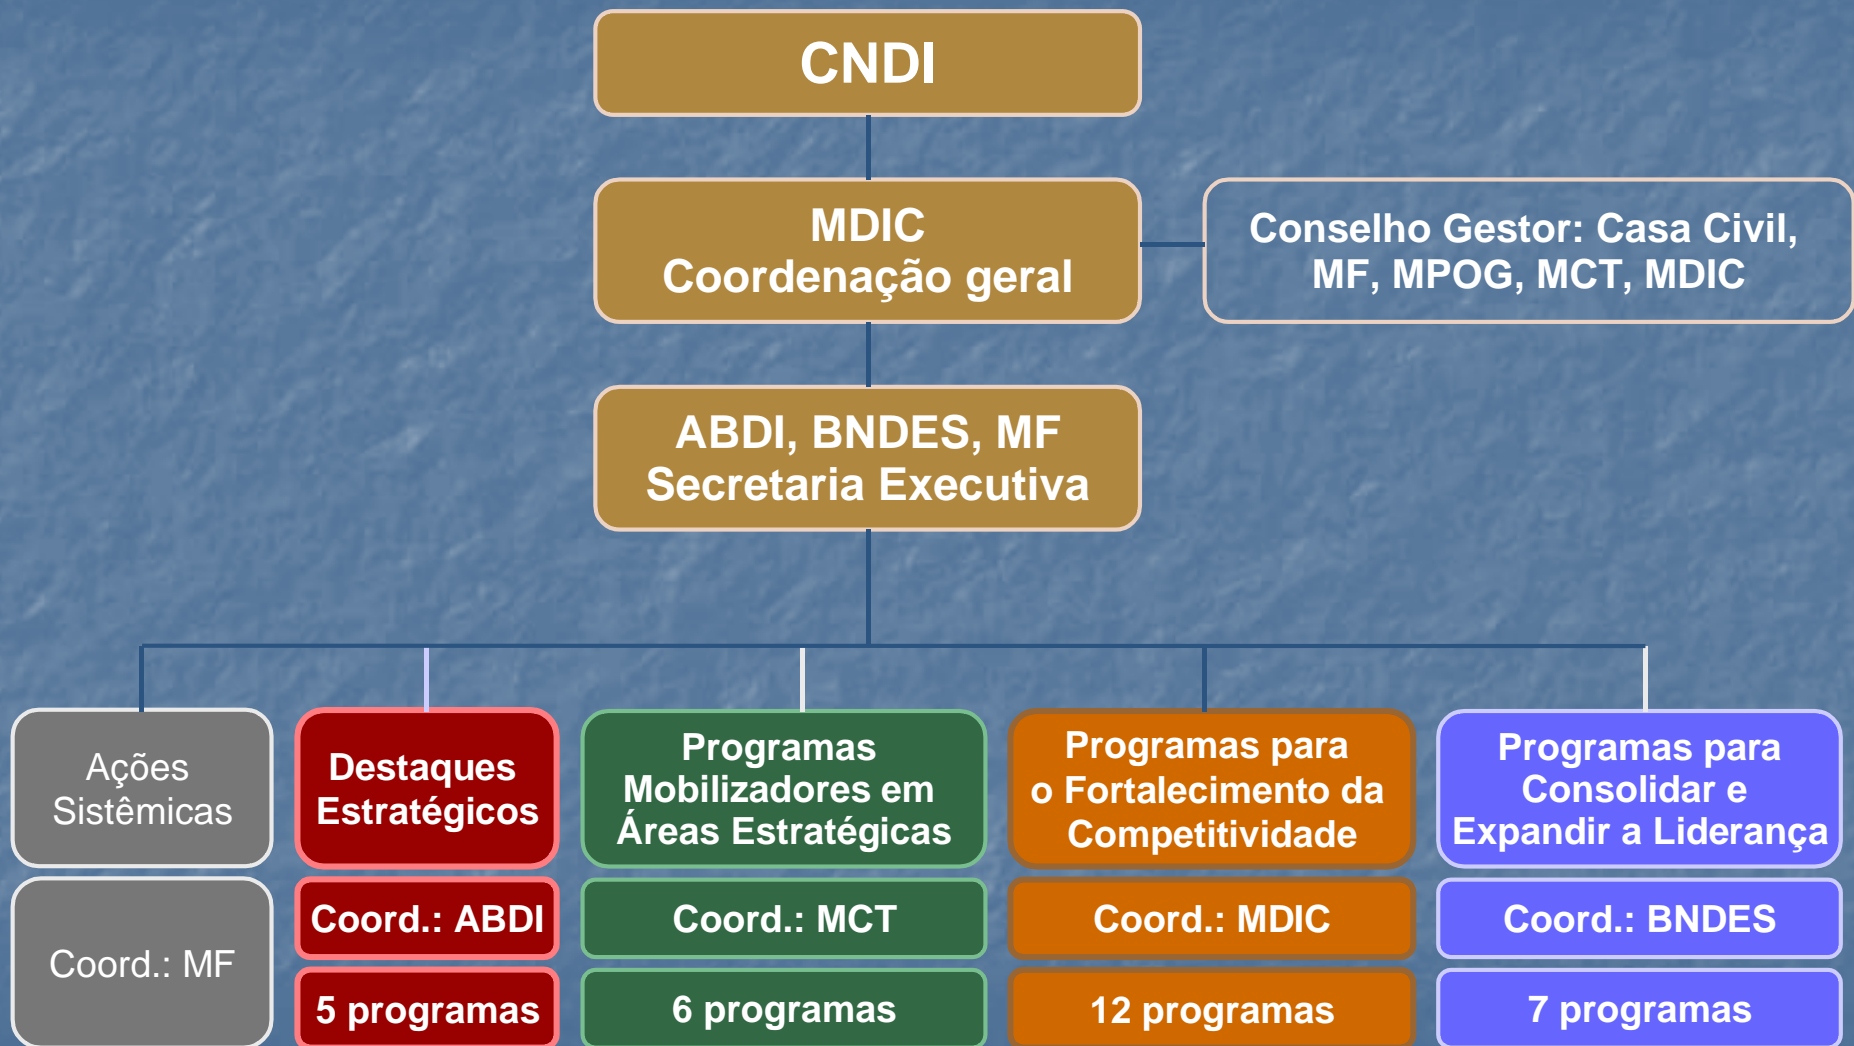 CNDI
MDIC
Coordenação geral
Conselho Gestor: Casa Civil,
MF, MPOG, MCT, MDIC
ABDI, BNDES, MF
Secretaria Executiva
Ações
Sistêmicas
Coord.: MF
Destaques
Estratégicos
Coord.: ABDI
5 programas
Programas
Mobilizadores em
Áreas Estratégicas
Coord.: MCT
6 programas
Programas para
o Fortalecimento da
Competitividade
Coord.: MDIC
12 programas
Programas para
Consolidar e
Expandir a Liderança
Coord.: BNDES
7 programas